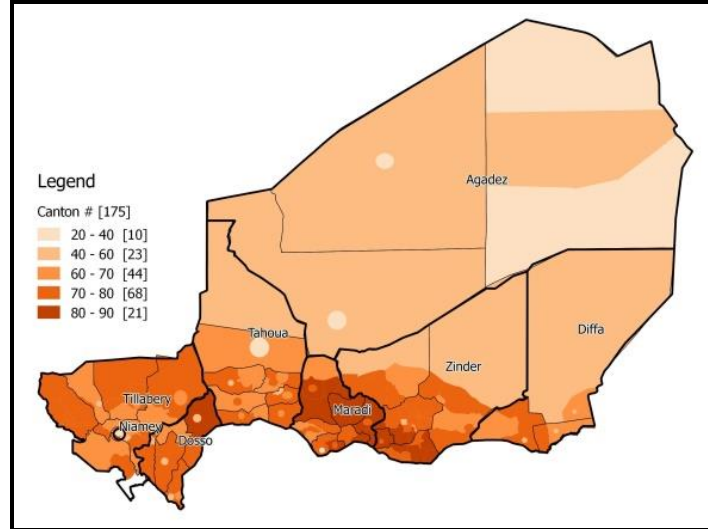 Legend
Canton # [175]
20 - 40 [10]
40 - 60 [23]
60 - 70 [44]
70 - 80 [68]
80 - 90 [21]
Agadez
Diffa
Tahoua
Zinder
Tillabery
Maradi
Niamey
Dosso